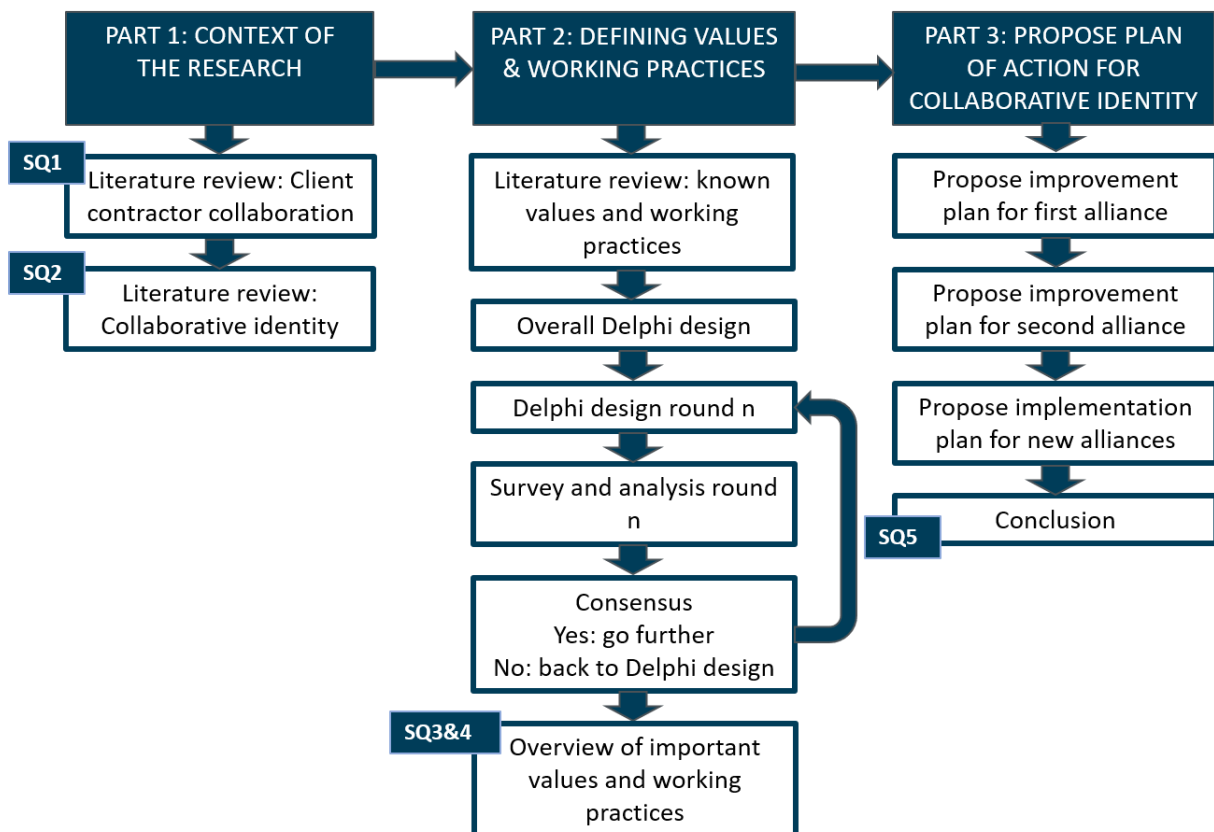 PART 1: CONTEXT OF
THE RESEARCH
SQ1
Literature review: Client
contractor collaboration
SQ2
Literature review:
Collaborative identity
PART 2: DEFINING VALUES
& WORKING PRACTICES
Literature review: known
values and working
practices
Overall Delphi design
Delphi design round n
Survey and analysis round
n
Consensus
Yes: go further
No: back to Delphi design
SQ3&4
Overview of important
values and working
practices
PART 3: PROPOSE PLAN
OF ACTION FOR
COLLABORATIVE IDENTITY
Propose improvement
plan for first alliance
Propose improvement
plan for second alliance
Propose implementation
plan for new alliances
Conclusion
SQ5